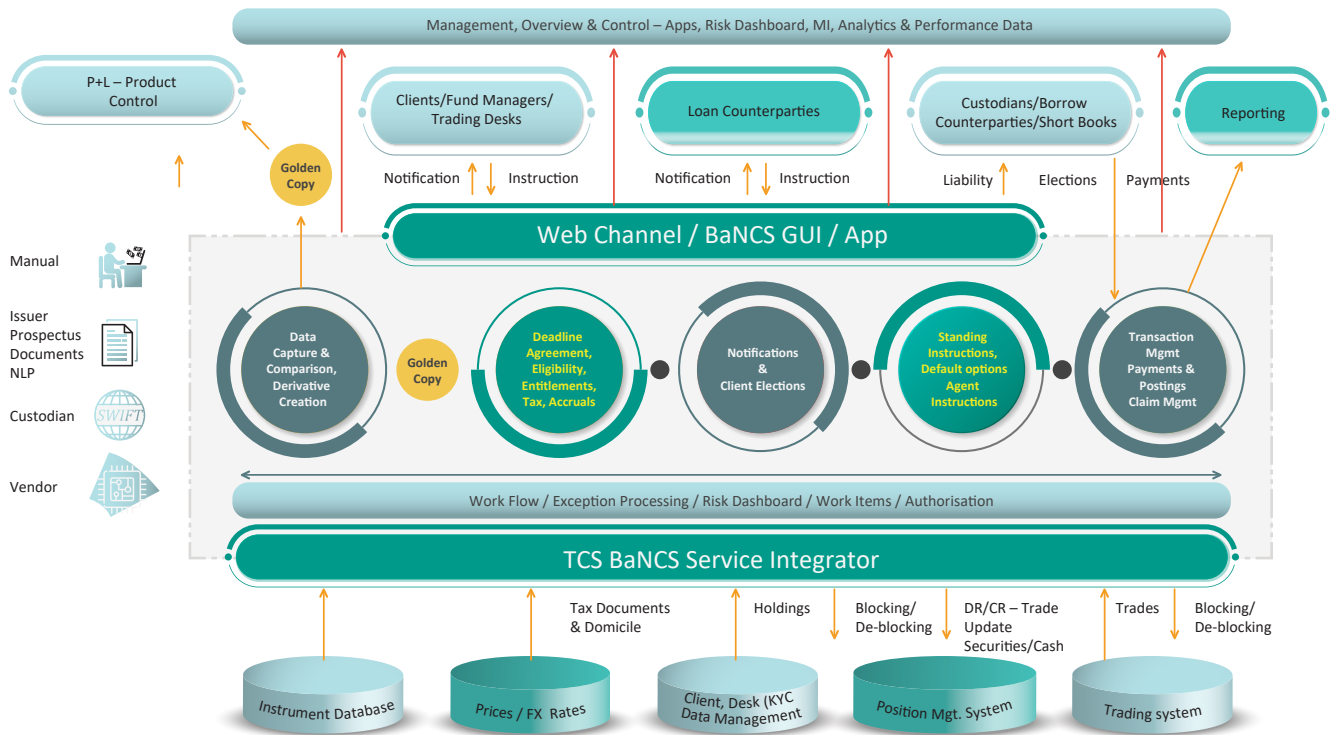 Management, Overview & Control – Apps, Risk Dashboard, MI, Analytics & Performance Data
P+L – Product
Control
Clients/Fund Managers/
Trading Desks
Loan Counterparties
Custodians/Borrow
Counterparties/Short Books
Reporting
Golden
Copy
Notification
Instruction
Notification
Instruction
Liability
Elections
Payments
Web Channel / BaNCS GUI / App
Manual
Issuer
Prospectus
Documents
NLP
Custodian
SWIFT
Vendor
Data
Capture &
Comparison,
Derivative
Creation
Golden
Copy
Deadline
Agreement,
Eligibility,
Entitlements,
Tax, Accruals
Notifications
&
Client Elections
Standing
Instructions,
Default options
Agent
Instructions
Transaction
Mgmt
Payments &
Postings
Claim Mgmt
Work Flow / Exception Processing / Risk Dashboard / Work Items / Authorisation
TCS BaNCS Service Integrator
Tax Documents
& Domicile
Holdings
Blocking/
De-blocking
DR/CR – Trade
Update
Securities/Cash
Trades
Blocking/
De-blocking
Instrument Database
Prices / FX Rates
Client, Desk (KYC
Data Management
Position Mgt. System
Trading system